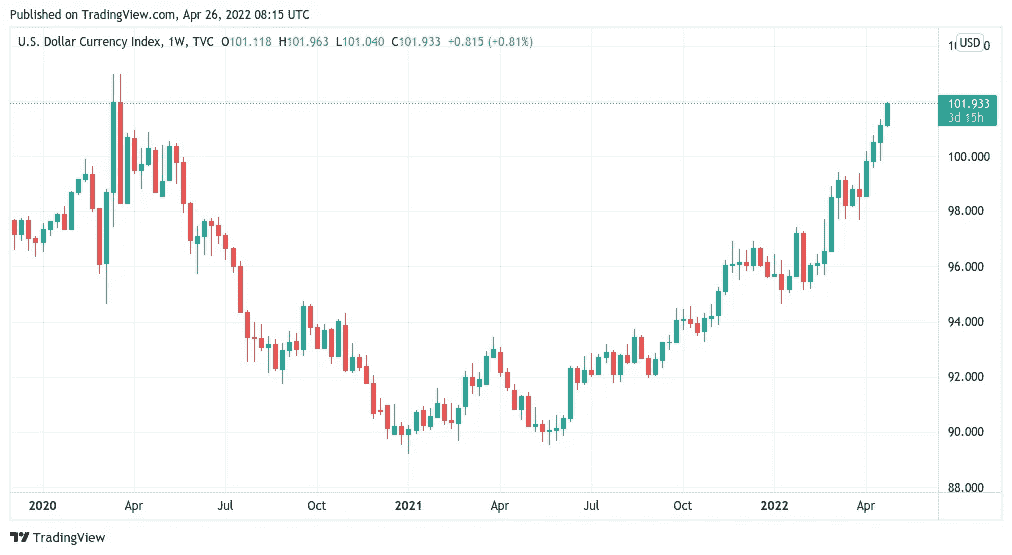 Published on TradingView.com, Apr 26, 2022 08:15 UTC
U.S. Dollar Currency Index, 1W, TVC O101.118 H101.963 L101.040 C101.933 +0.815 (+0.81%)
USD
101.933
3d 15h
100.000
98.000
96.000
94.000
92.000
90.000
88.000
2020 Apr Jul Oct 2021 Apr Jul Oct 2022 Apr
TradingView